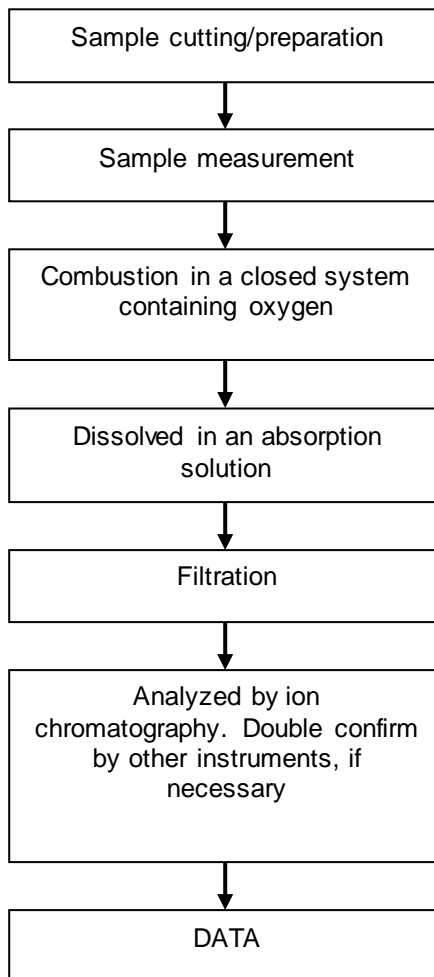 Sample cutting/preparation
Sample measurement
Combustion in a closed system
containing oxygen
Dissolved in an absorption
solution
Filtration
Analyzed by ion
chromatography. Double confirm
by other instruments, if
necessary
DATA